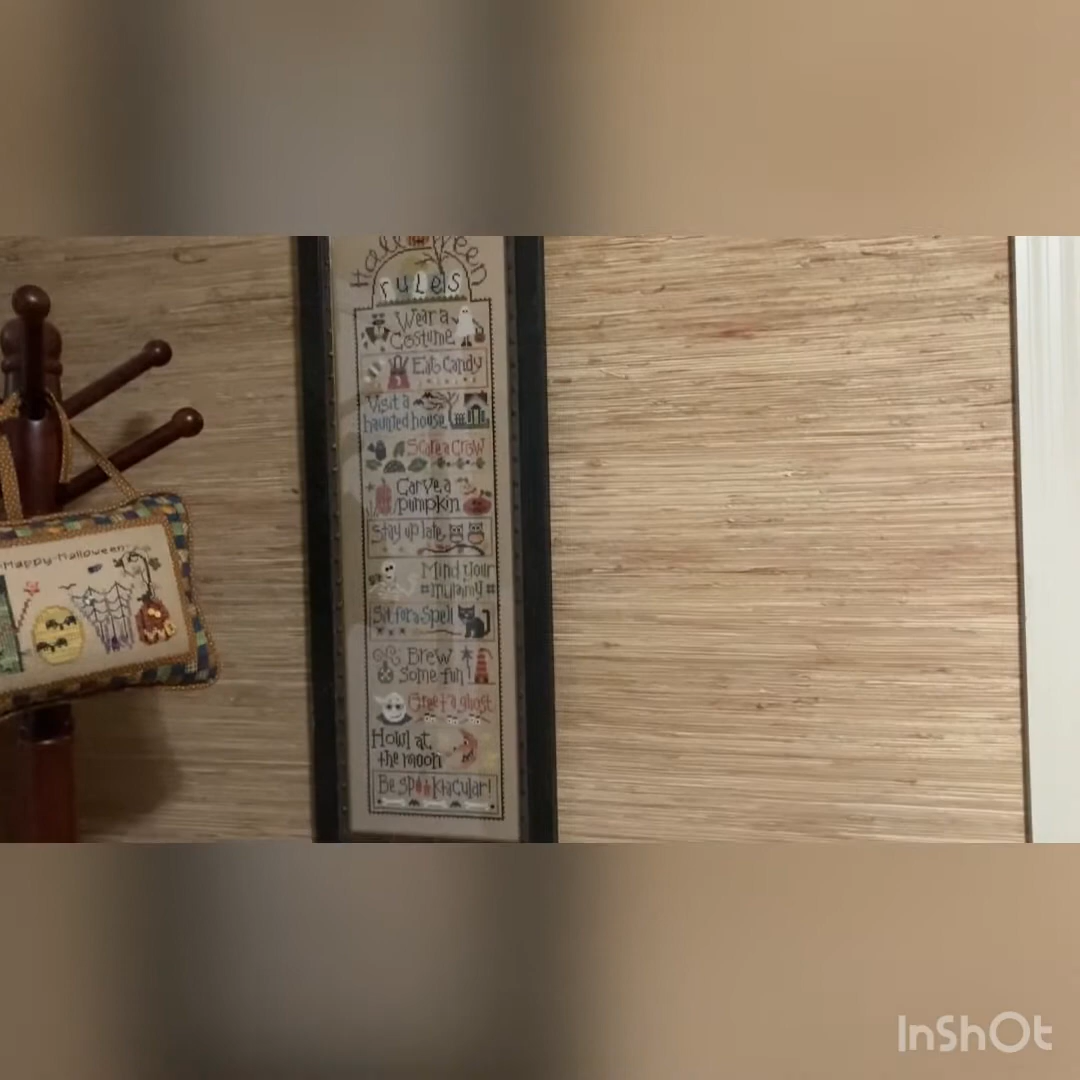 Halloween
rules
Wear a
Costume
Eat Candy
Visit a
haunted house
Scare a Crow
Carve a
pumpkin
Stay up late
Mind your
mummy
Sit for a Spell
Brew
some fun!
Greet a ghost
Howl at
the moon
Be spooktacular!
Happy Halloween
InShOt